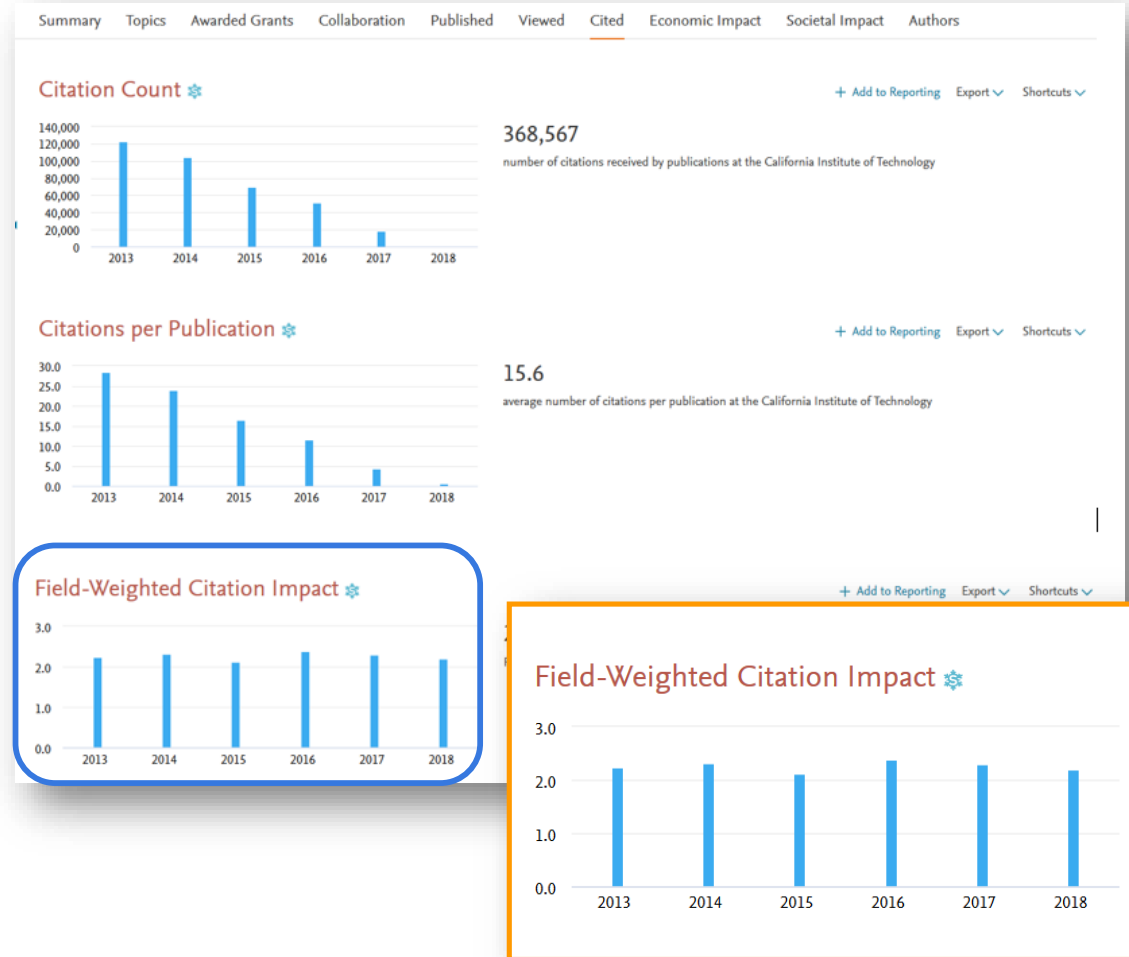 Summary Topics Awarded Grants Collaboration Published Viewed Cited Economic Impact Societal Impact Authors
Citation Count
+ Add to Reporting Export Shortcuts
140,000
120,000
100,000
80,000
60,000
40,000
20,000
0
2013 2014 2015 2016 2017 2018
368,567
number of citations received by publications at the California Institute of Technology
Citations per Publication
+ Add to Reporting Export Shortcuts
30.0
25.0
20.0
15.0
10.0
5.0
0.0
2013 2014 2015 2016 2017 2018
15.6
average number of citations per publication at the California Institute of Technology
Field-Weighted Citation Impact
+ Add to Reporting Export Shortcuts
3.0
2.0
1.0
0.0
2013 2014 2015 2016 2017 2018
Field-Weighted Citation Impact
3.0
2.0
1.0
0.0
2013 2014 2015 2016 2017 2018